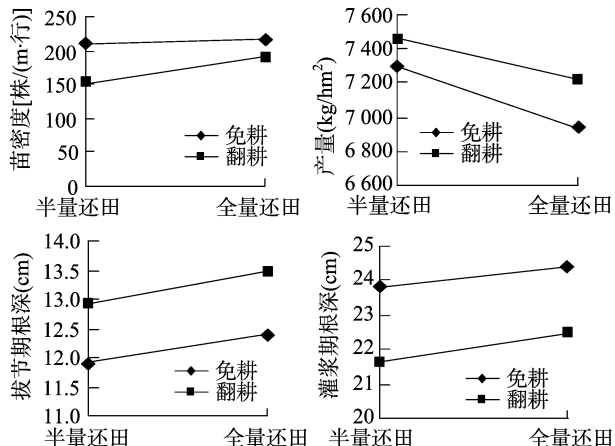 苗密度[株/(m·行)]
250
200
150
100
50
0
免耕
翻耕
半量还田 全量还田
产量(kg/hm²)
7 600
7 400
7 200
7 000
6 800
6 600
免耕
翻耕
半量还田 全量还田
拔节期根深(cm)
14.0
13.5
13.0
12.5
12.0
11.5
11.0
免耕
翻耕
半量还田 全量还田
灌浆期根深(cm)
25
24
23
22
21
20
免耕
翻耕
半量还田 全量还田